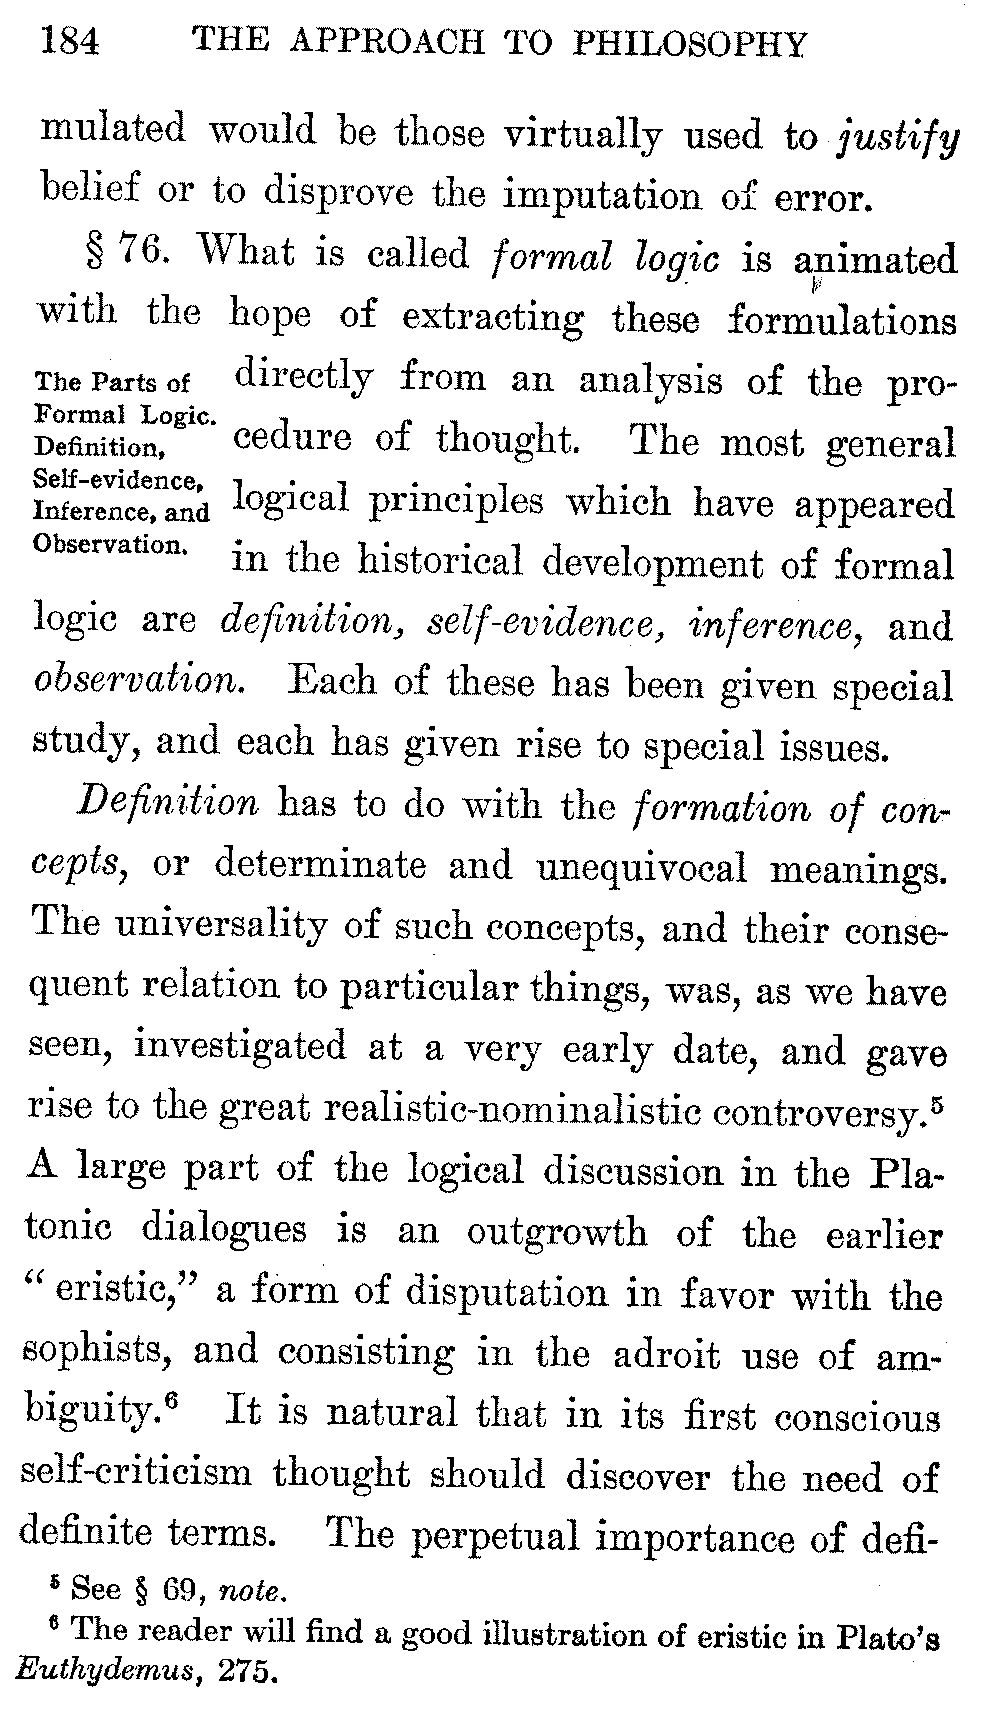 184 THE APPROACH TO PHILOSOPHY
mulated would be those virtually used to justify
belief or to disprove the imputation of error.
§ 76. What is called formal logic is animated
with the hope of extracting these formulations
The Parts of
Formal Logic.
Definition,
Self-evidence,
Inference, and
Observation.
directly from an analysis of the pro-
cedure of thought. The most general
logical principles which have appeared
in the historical development of formal
logic are definition, self-evidence, inference, and
observation. Each of these has been given special
study, and each has given rise to special issues.
Definition has to do with the formation of con-
cepts, or determinate and unequivocal meanings.
The universality of such concepts, and their conse-
quent relation to particular things, was, as we have
seen, investigated at a very early date, and gave
rise to the great realistic-nominalistic controversy.⁵
A large part of the logical discussion in the Pla-
tonic dialogues is an outgrowth of the earlier
“ eristic,” a form of disputation in favor with the
sophists, and consisting in the adroit use of am-
biguity.⁶ It is natural that in its first conscious
self-criticism thought should discover the need of
definite terms. The perpetual importance of defi-
⁵ See § 69, note.
⁶ The reader will find a good illustration of eristic in Plato's
Euthydemus, 275.